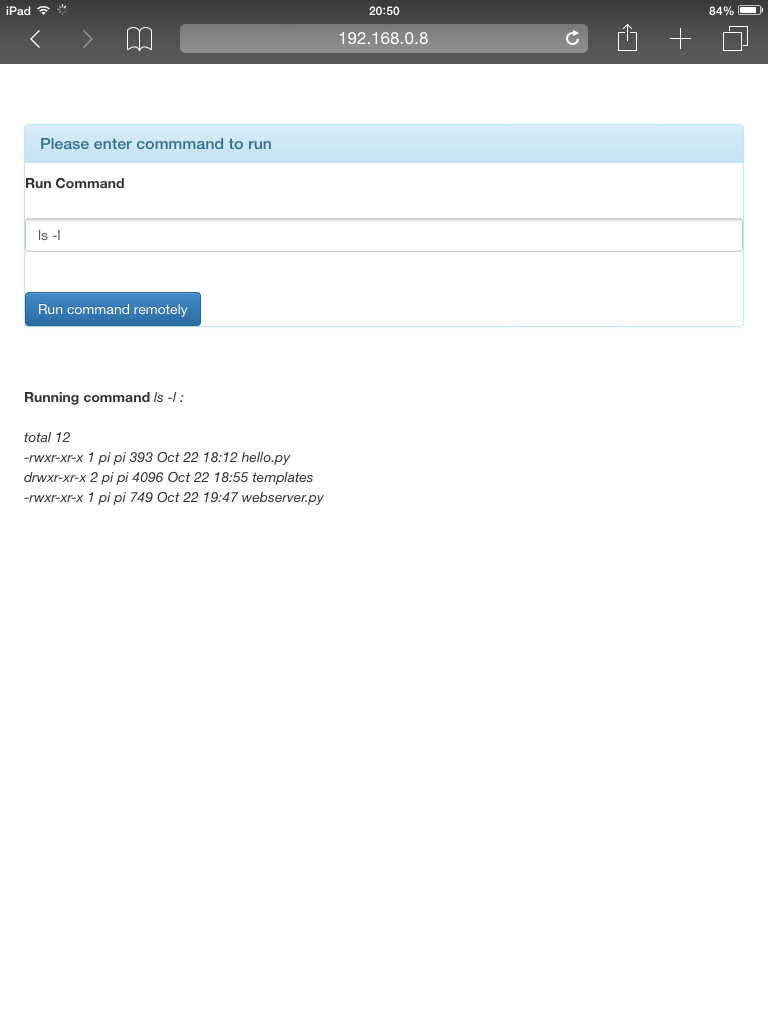 iPad 20:50 84%
192.168.0.8
Please enter commmand to run
Run Command
ls -l
Run command remotely
Running command ls -l :
total 12
-rwxr-xr-x 1 pi pi 393 Oct 22 18:12 hello.py
drwxr-xr-x 2 pi pi 4096 Oct 22 18:55 templates
-rwxr-xr-x 1 pi pi 749 Oct 22 19:47 webserver.py